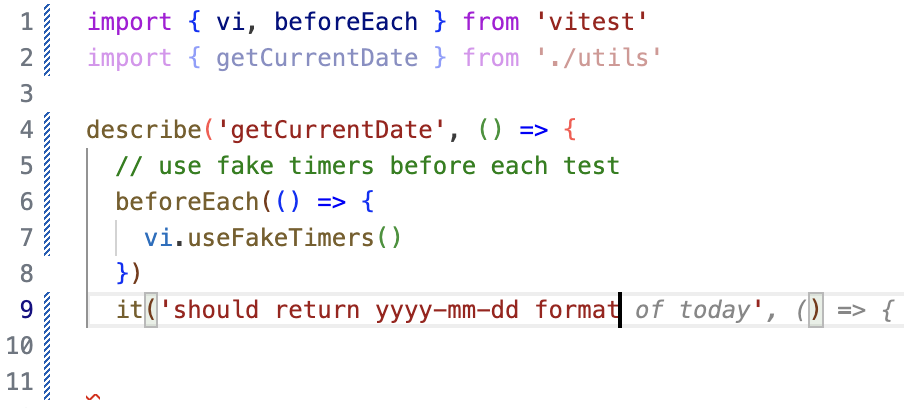 1 import { vi, beforeEach } from 'vitest'
2 import { getCurrentDate } from './utils'
3
4 describe('getCurrentDate', () => {
5 // use fake timers before each test
6 beforeEach(() => {
7 vi.useFakeTimers()
8 })
9 it('should return yyyy-mm-dd format of today', () => {
10
11